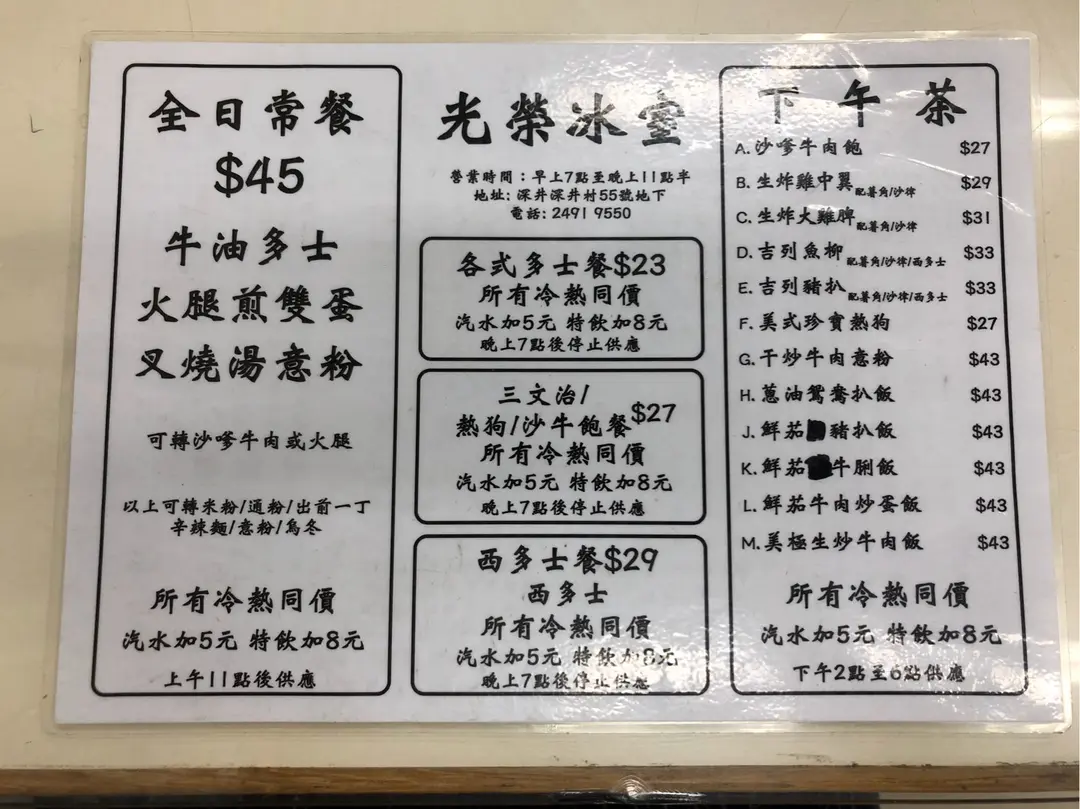 全日常餐
$45
牛油多士
火腿煎雙蛋
叉燒湯意粉
可轉沙嗲牛肉或火腿
以上可轉米粉/通粉/出前一丁
辛辣麵/意粉/烏冬
所有冷熱同價
汽水加5元 特飲加8元
上午11點後供應
光榮冰室
營業時間：早上7點至晚上11點半
地址: 深井深井村55號地下
電話: 2491 9550
各式多士餐$23
所有冷熱同價
汽水加5元 特飲加8元
晚上7點後停止供應
三文治/
熱狗/沙牛飽餐 $27
所有冷熱同價
汽水加5元 特飲加8元
晚上7點後停止供應
西多士餐$29
西多士
所有冷熱同價
汽水加5元 特飲加8元
晚上7點後停止供應
下午茶
A. 沙嗲牛肉飽 $27
B. 生炸雞中翼 配薯角/沙律 $29
C. 生炸大雞脾 配薯角/沙律 $31
D. 吉列魚柳 配薯角/沙律/西多士 $33
E. 吉列豬扒 配薯角/沙律/西多士 $33
F. 美式珍寶熱狗 $27
G. 干炒牛肉意粉 $43
H. 蔥油鴛鴦扒飯 $43
J. 鮮茄豬扒飯 $43
K. 鮮茄牛脷飯 $43
L. 鮮茄牛肉炒蛋飯 $43
M. 美極生炒牛肉飯 $43
所有冷熱同價
汽水加5元 特飲加8元
下午2點至6點供應